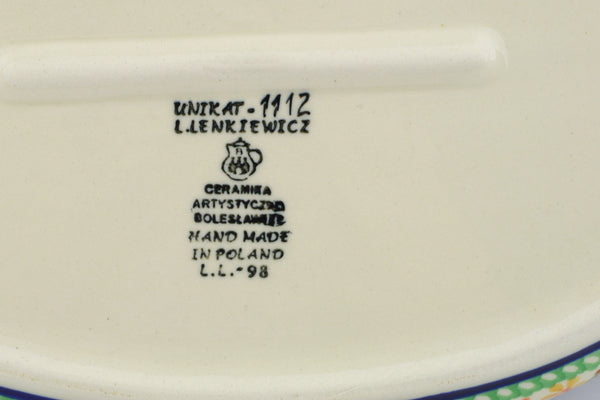 UNIKAT-1112
L.LENKIEWICZ
CERAMIKA
ARTYSTYCZNA
BOLESŁAWIEC
HAND MADE
IN POLAND
L.L.-98